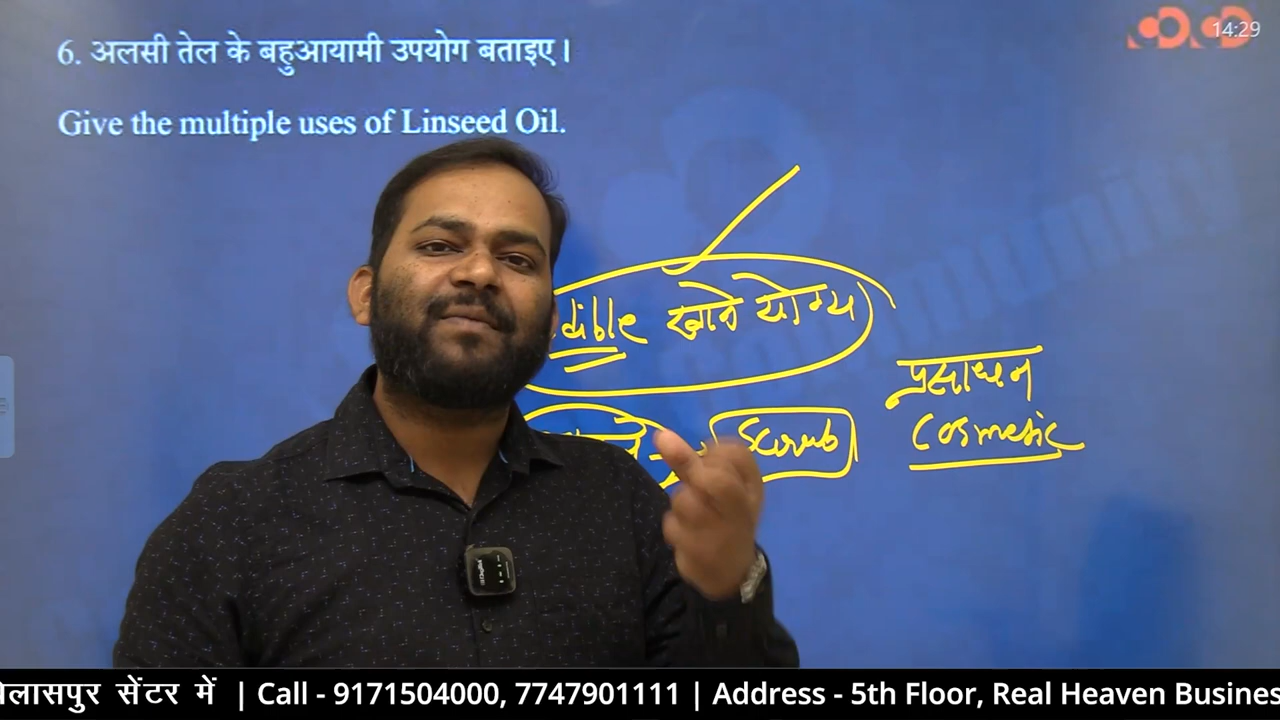 14:29
6. अलसी तेल के बहुआयामी उपयोग बताइए।
Give the multiple uses of Linseed Oil.
dible खाने योग्य
प्रसाधन
Scrub
Cosmetic
लासपुर सेंटर में | Call - 9171504000, 7747901111 | Address - 5th Floor, Real Heaven Busines